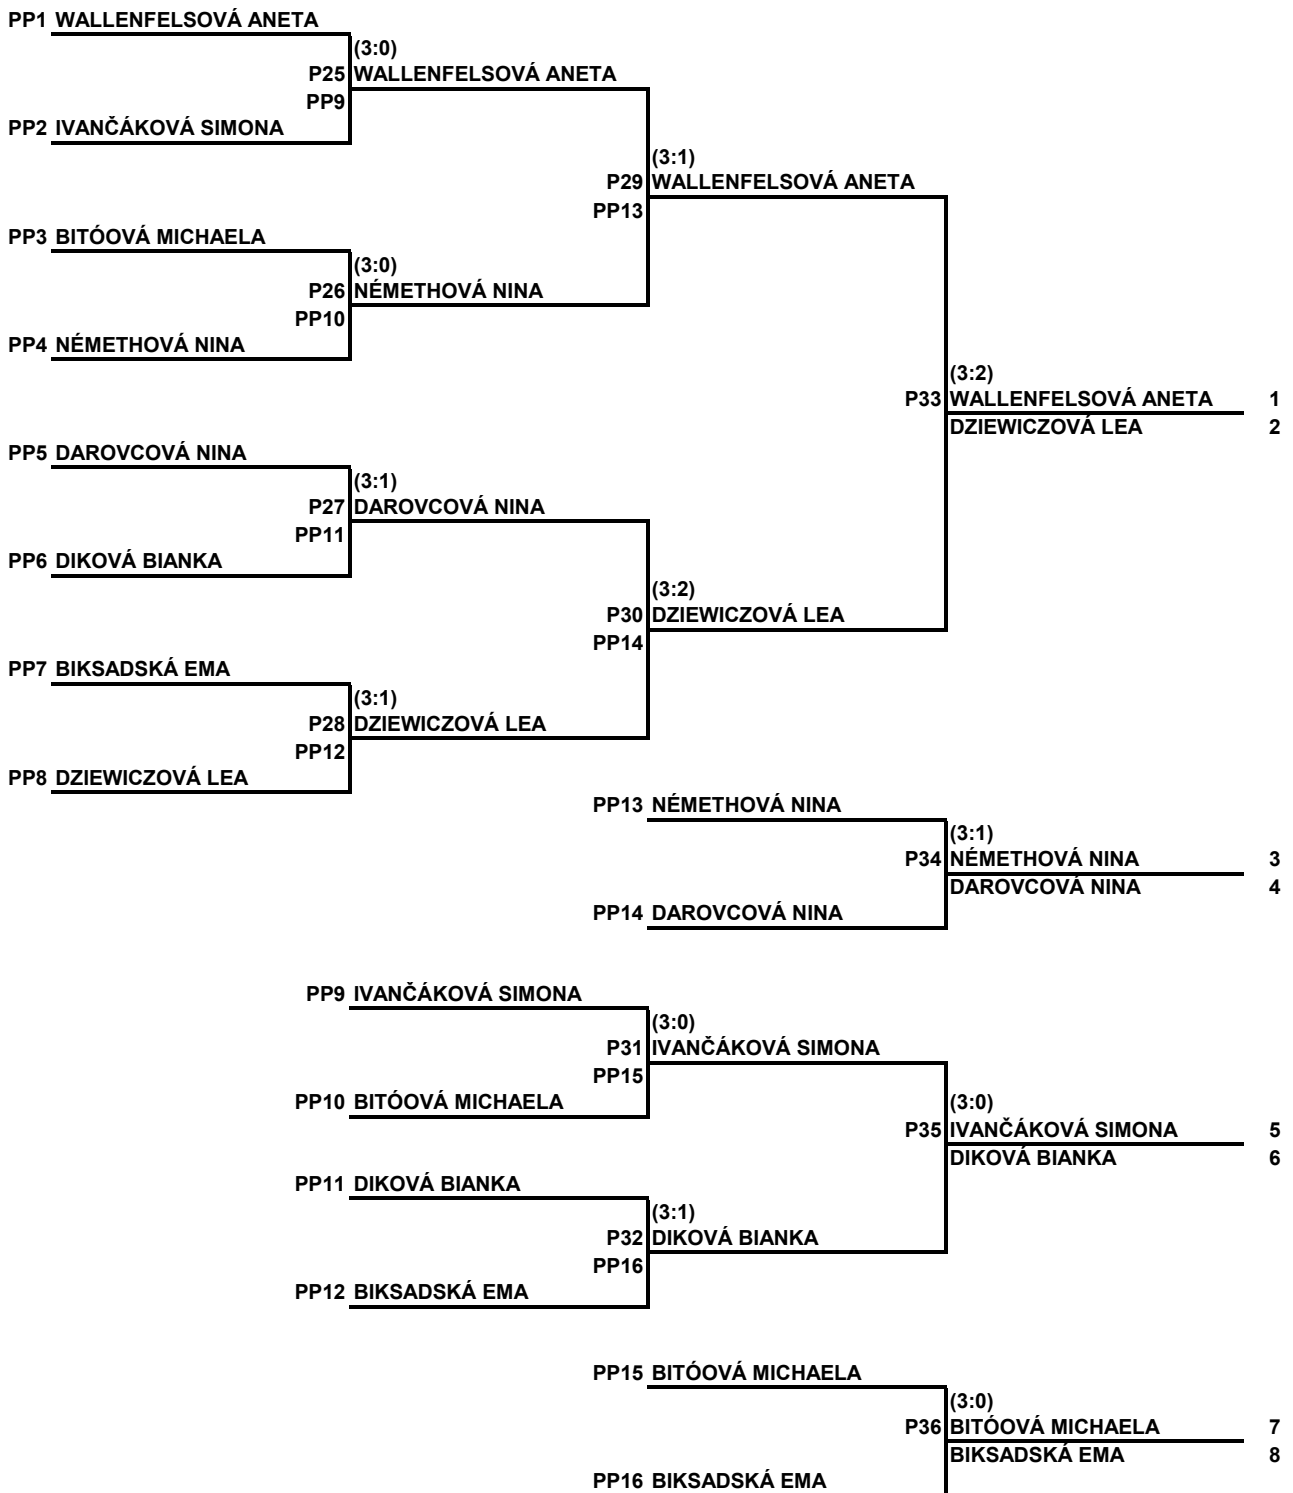 PP1 WALLENFELSOVÁ ANETA
(3:0)
P25 WALLENFELSOVÁ ANETA
PP9
PP2 IVANČÁKOVÁ SIMONA
(3:1)
P29 WALLENFELSOVÁ ANETA
PP13
PP3 BITÓOVÁ MICHAELA
(3:0)
P26 NÉMETHOVÁ NINA
PP10
PP4 NÉMETHOVÁ NINA
(3:2)
P33 WALLENFELSOVÁ ANETA 1
DZIEWICZOVÁ LEA 2
PP5 DAROVCOVÁ NINA
(3:1)
P27 DAROVCOVÁ NINA
PP11
PP6 DIKOVÁ BIANKA
(3:2)
P30 DZIEWICZOVÁ LEA
PP14
PP7 BIKSADSKÁ EMA
(3:1)
P28 DZIEWICZOVÁ LEA
PP12
PP8 DZIEWICZOVÁ LEA
PP13 NÉMETHOVÁ NINA
(3:1)
P34 NÉMETHOVÁ NINA 3
DAROVCOVÁ NINA 4
PP14 DAROVCOVÁ NINA
PP9 IVANČÁKOVÁ SIMONA
(3:0)
P31 IVANČÁKOVÁ SIMONA
PP15
PP10 BITÓOVÁ MICHAELA
(3:0)
P35 IVANČÁKOVÁ SIMONA 5
DIKOVÁ BIANKA 6
PP11 DIKOVÁ BIANKA
(3:1)
P32 DIKOVÁ BIANKA
PP16
PP12 BIKSADSKÁ EMA
PP15 BITÓOVÁ MICHAELA
(3:0)
P36 BITÓOVÁ MICHAELA 7
BIKSADSKÁ EMA 8
PP16 BIKSADSKÁ EMA